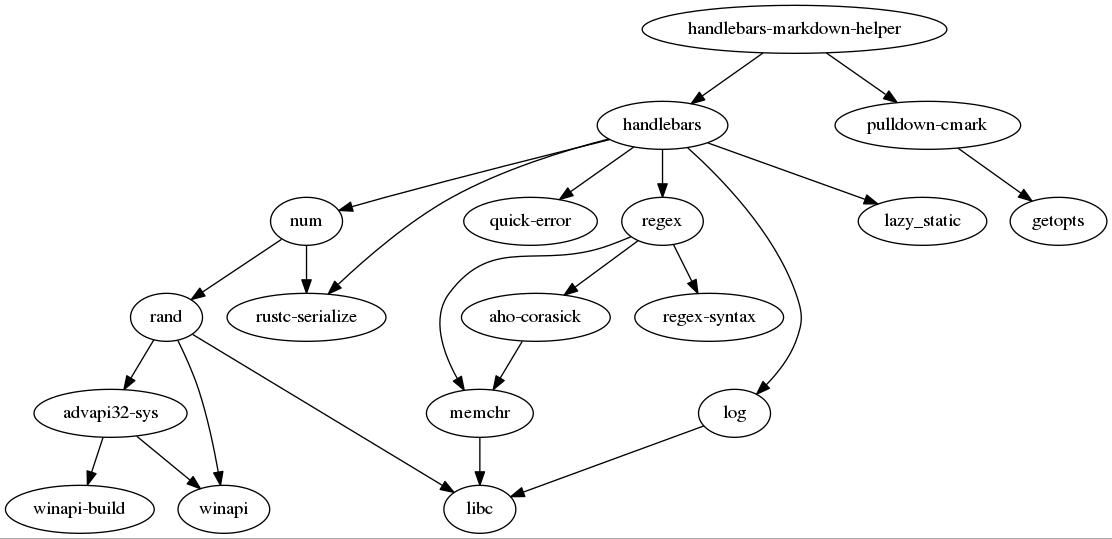 handlebars-markdown-helper
handlebars
pulldown-cmark
num
quick-error
regex
lazy_static
getopts
rand
rustc-serialize
aho-corasick
regex-syntax
advapi32-sys
memchr
log
winapi-build
winapi
libc